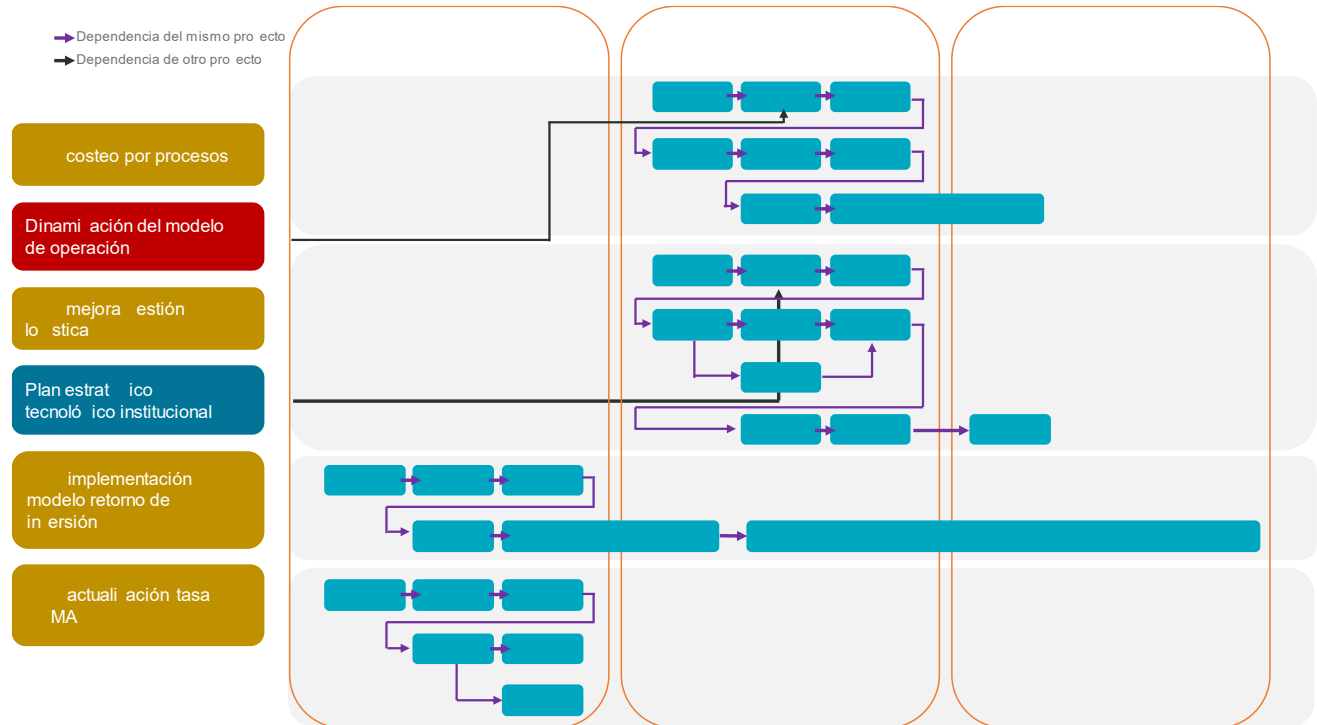 Dependencia del mismo pro ecto
Dependencia de otro pro ecto
costeo por procesos
Dinami ación del modelo
de operación
mejora estión
lo stica
Plan estrat ico
tecnoló ico institucional
implementación
modelo retorno de
in ersión
actuali ación tasa
MA